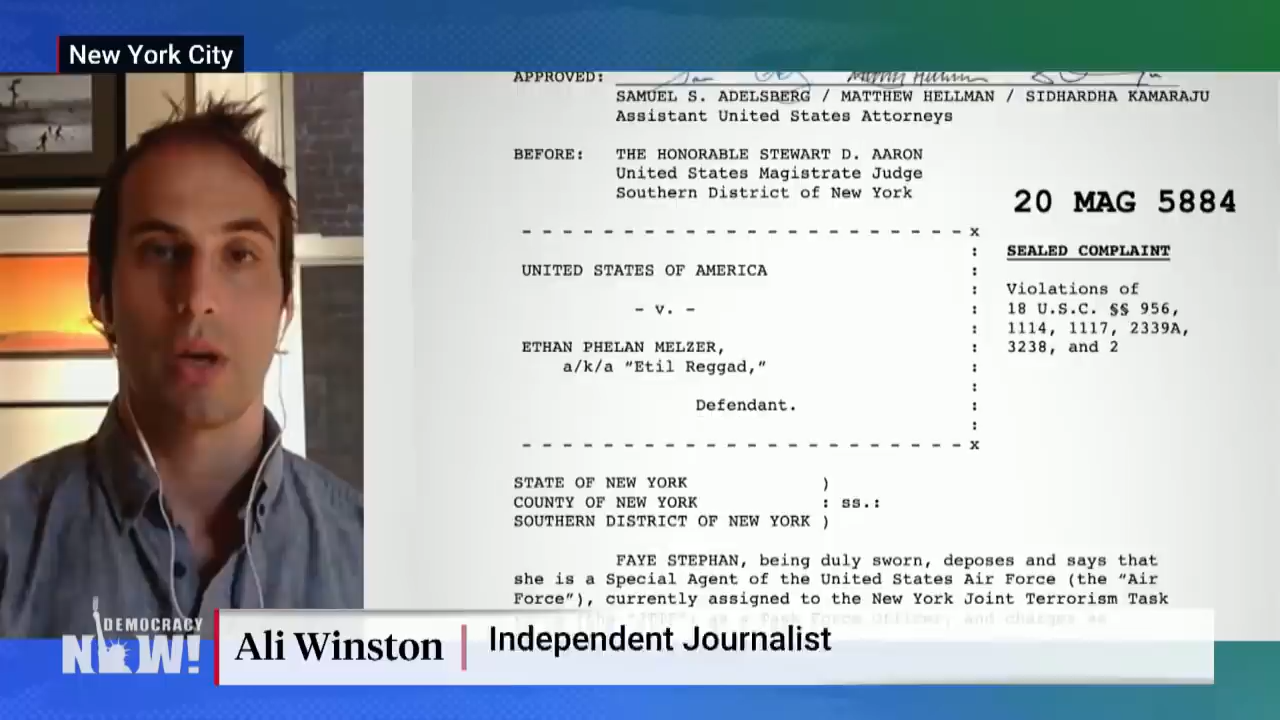 New York City
APPROVED:
SAMUEL S. ADELSBERG / MATTHEW HELLMAN / SIDHARDHA KAMARAJU
Assistant United States Attorneys
BEFORE: THE HONORABLE STEWART D. AARON
United States Magistrate Judge
Southern District of New York
20 MAG 5884
- - - - - - - - - - - - - - - - - - - - - - - x
: SEALED COMPLAINT
UNITED STATES OF AMERICA :
: Violations of
- v. - : 18 U.S.C. §§ 956,
: 1114, 1117, 2339A,
ETHAN PHELAN MELZER, : 3238, and 2
a/k/a “Etil Reggad,” :
:
Defendant. :
:
- - - - - - - - - - - - - - - - - - - - - - - x
STATE OF NEW YORK )
COUNTY OF NEW YORK : ss.:
SOUTHERN DISTRICT OF NEW YORK )
FAYE STEPHAN, being duly sworn, deposes and says that
she is a Special Agent of the United States Air Force (the “Air
Force”), currently assigned to the New York Joint Terrorism Task
DEMOCRACY
NOW!
Ali Winston
Independent Journalist